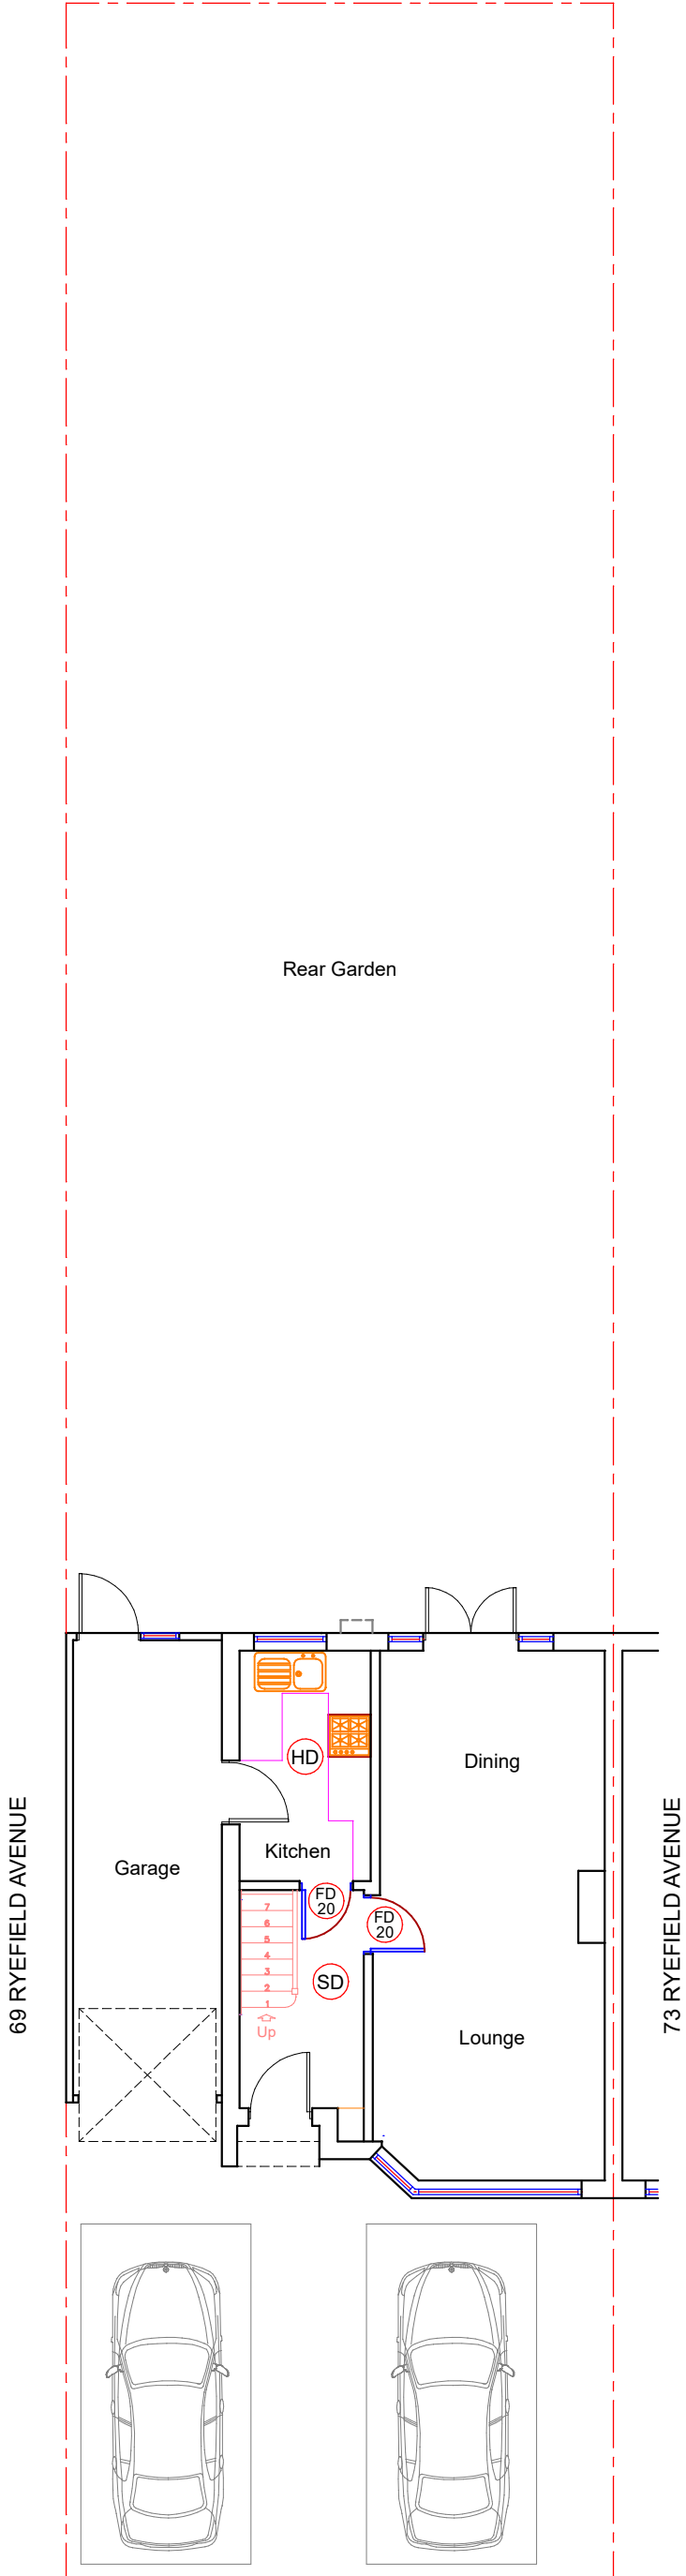 Rear Garden
HD
Dining
69 RYEFIELD AVENUE
73 RYEFIELD AVENUE
Kitchen
Garage
FD
20
FD
20
7
6
5
4
3
2
1
SD
Up
Lounge